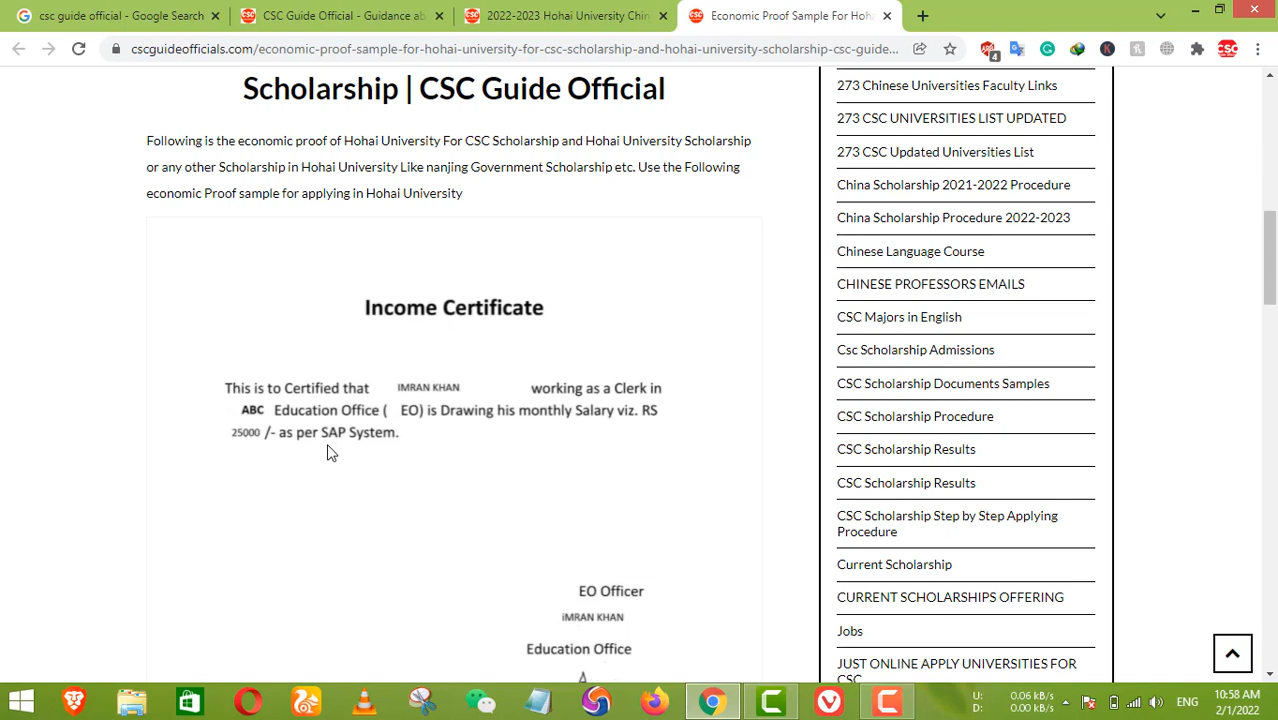 csc guide official - Google Search
CSC Guide Official - Guidance ab
2022-2023 Hohai University Chin
Economic Proof Sample For Hoha
cscguideofficials.com/economic-proof-sample-for-hohai-university-for-csc-scholarship-and-hohai-university-scholarship-csc-guide...
4
CSC
Scholarship | CSC Guide Official
Following is the economic proof of Hohai University For CSC Scholarship and Hohai University Scholarship
or any other Scholarship in Hohai University Like nanjing Government Scholarship etc. Use the Following
economic Proof sample for applying in Hohai University
Income Certificate
This is to Certified that IMRAN KHAN working as a Clerk in
ABC Education Office ( EO) is Drawing his monthly Salary viz. RS
25000 /- as per SAP System.
EO Officer
iMRAN KHAN
Education Office
A
273 Chinese Universities Faculty Links
273 CSC UNIVERSITIES LIST UPDATED
273 CSC Updated Universities List
China Scholarship 2021-2022 Procedure
China Scholarship Procedure 2022-2023
Chinese Language Course
CHINESE PROFESSORS EMAILS
CSC Majors in English
Csc Scholarship Admissions
CSC Scholarship Documents Samples
CSC Scholarship Procedure
CSC Scholarship Results
CSC Scholarship Results
CSC Scholarship Step by Step Applying
Procedure
Current Scholarship
CURRENT SCHOLARSHIPS OFFERING
Jobs
JUST ONLINE APPLY UNIVERSITIES FOR
CSC
U: 0.06 kB/s
D: 0.00 kB/s
ENG
10:58 AM
2/1/2022